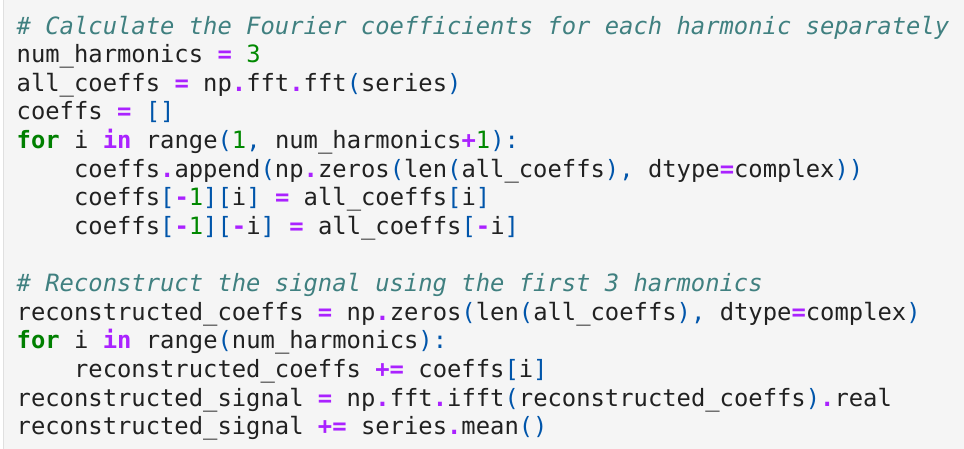 # Calculate the Fourier coefficients for each harmonic separately
num_harmonics = 3
all_coeffs = np.fft.fft(series)
coeffs = []
for i in range(1, num_harmonics+1):
    coeffs.append(np.zeros(len(all_coeffs), dtype=complex))
    coeffs[-1][i] = all_coeffs[i]
    coeffs[-1][-i] = all_coeffs[-i]

# Reconstruct the signal using the first 3 harmonics
reconstructed_coeffs = np.zeros(len(all_coeffs), dtype=complex)
for i in range(num_harmonics):
    reconstructed_coeffs += coeffs[i]
reconstructed_signal = np.fft.ifft(reconstructed_coeffs).real
reconstructed_signal += series.mean()